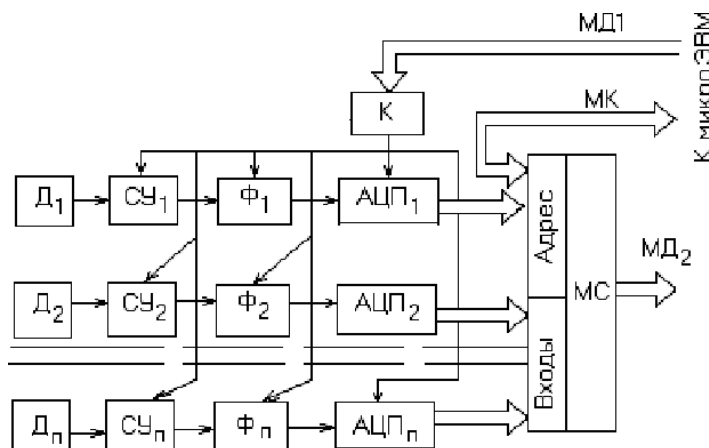 МД1
К микроЭВМ
МК
К
Д1
СУ1
Ф1
АЦП1
Адрес
МС
МД2
Д2
СУ2
Ф2
АЦП2
Входы
Дп
СУп
Фп
АЦПп